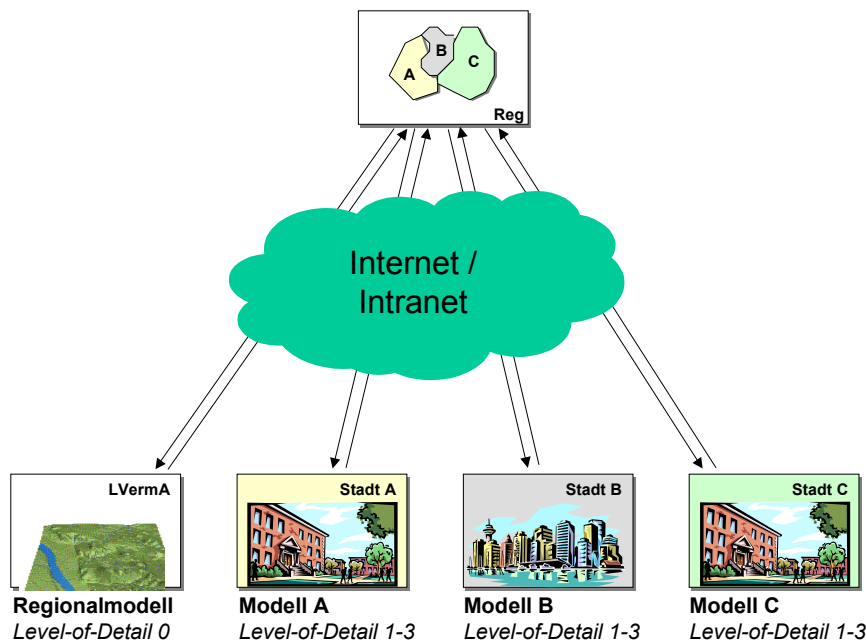 B
A
C
Reg
Internet /
Intranet
LVermA
Stadt A
Stadt B
Stadt C
Regionalmodell
Level-of-Detail 0
Modell A
Level-of-Detail 1-3
Modell B
Level-of-Detail 1-3
Modell C
Level-of-Detail 1-3